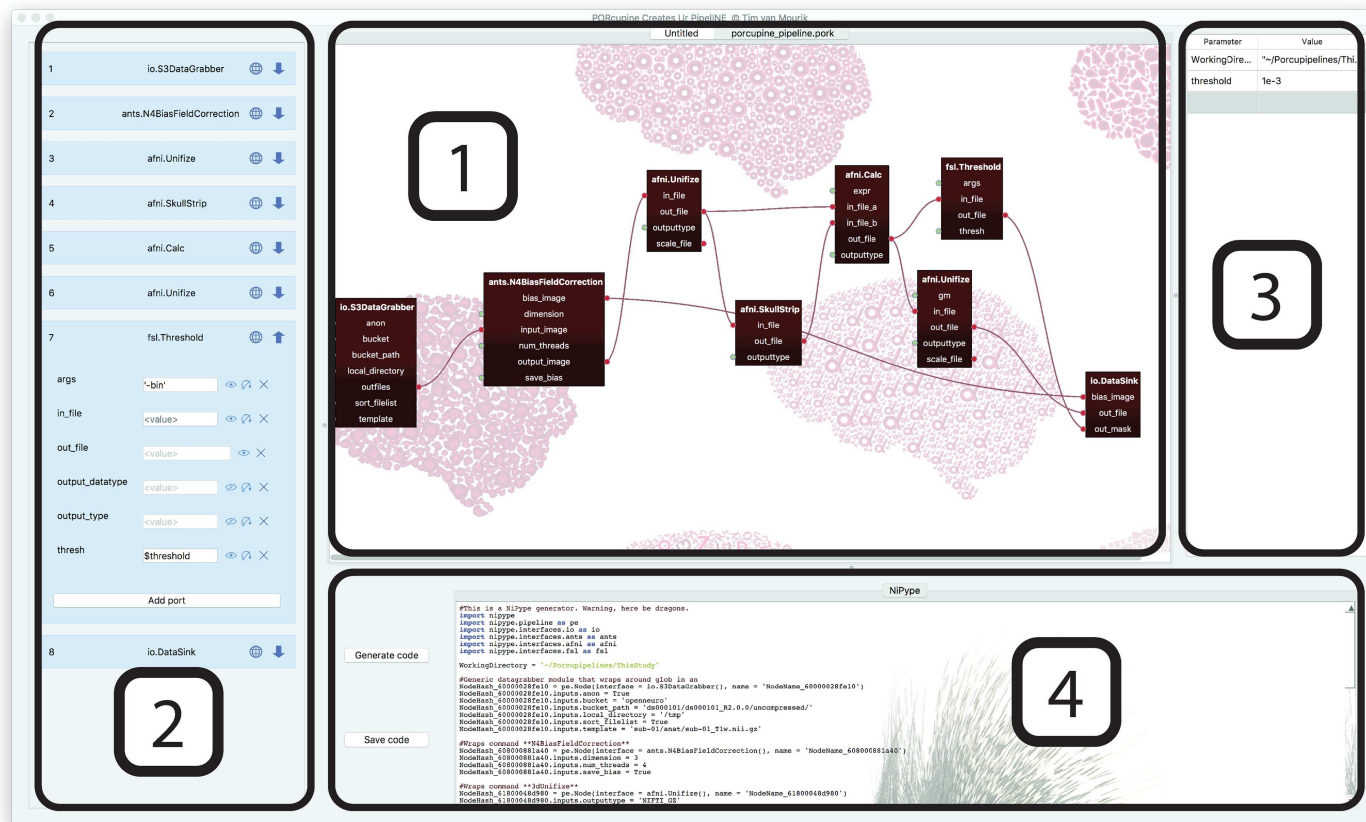 PORcupine Creates Ur PipelINE © Tim van Mourik
Untitled porcupine_pipeline.pork
1 io.S3DataGrabber
2 ants.N4BiasFieldCorrection
3 afni.Unifize
4 afni.SkullStrip
5 afni.Calc
6 afni.Unifize
7 fsl.Threshold
args '-bin'
in_file <value>
out_file <value>
output_datatype <value>
output_type <value>
thresh $threshold
Add port
8 io.DataSink
2
1
io.S3DataGrabber
anon
bucket
bucket_path
local_directory
outfiles
sort_filelist
template
ants.N4BiasFieldCorrection
bias_image
dimension
input_image
num_threads
output_image
save_bias
afni.Unifize
in_file
out_file
outputtype
scale_file
afni.SkullStrip
in_file
out_file
outputtype
afni.Calc
expr
in_file_a
in_file_b
out_file
outputtype
fsl.Threshold
args
in_file
out_file
thresh
afni.Unifize
gm
in_file
out_file
outputtype
scale_file
io.DataSink
bias_image
out_file
out_mask
Parameter Value
WorkingDire... "~/Porcupipelines/Thi...
threshold 1e-3
3
NiPype
Generate code
Save code
#This is a NiPype generator. Warning, here be dragons.
import nipype
import nipype.pipeline as pe
import nipype.interfaces.io as io
import nipype.interfaces.ants as ants
import nipype.interfaces.afni as afni
import nipype.interfaces.fsl as fsl
WorkingDirectory = "~/Porcupipelines/ThisStudy"
#Generic datagrabber module that wraps around glob in an
NodeHash_60000028fe10 = pe.Node(interface = io.S3DataGrabber(), name = 'NodeName_60000028fe10')
NodeHash_60000028fe10.inputs.anon = True
NodeHash_60000028fe10.inputs.bucket = 'openneuro'
NodeHash_60000028fe10.inputs.bucket_path = 'ds000101/ds000101_R2.0.0/uncompressed/'
NodeHash_60000028fe10.inputs.local_directory = '/tmp'
NodeHash_60000028fe10.inputs.sort_filelist = True
NodeHash_60000028fe10.inputs.template = 'sub-01/anat/sub-01_T1w.nii.gz'
#Wraps command **N4BiasFieldCorrection**
NodeHash_608000881a40 = pe.Node(interface = ants.N4BiasFieldCorrection(), name = 'NodeName_608000881a40')
NodeHash_608000881a40.inputs.dimension = 3
NodeHash_608000881a40.inputs.num_threads = 4
NodeHash_608000881a40.inputs.save_bias = True
#Wraps command **3dUnifize**
NodeHash_61800048d980 = pe.Node(interface = afni.Unifize(), name = 'NodeName_61800048d980')
NodeHash_61800048d980.inputs.outputtype = 'NIFTI_GZ'
4